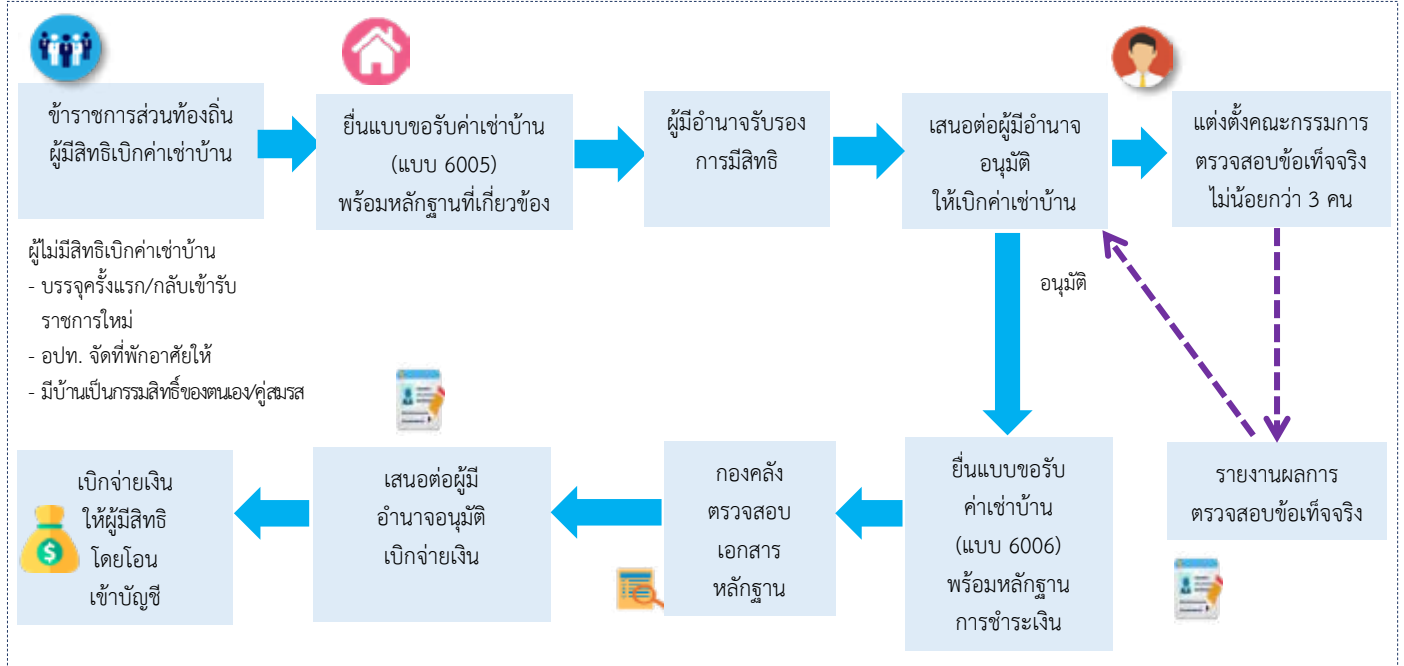 ข้าราชการส่วนท้องถิ่น
ผู้มีสิทธิเบิกค่าเช่าบ้าน
ยื่นแบบขอรับค่าเช่าบ้าน
(แบบ 6005)
พร้อมหลักฐานที่เกี่ยวข้อง
ผู้มีอำนาจรับรอง
การมีสิทธิ
เสนอต่อผู้มีอำนาจ
อนุมัติ
ให้เบิกค่าเช่าบ้าน
แต่งตั้งคณะกรรมการ
ตรวจสอบข้อเท็จจริง
ไม่น้อยกว่า 3 คน
ผู้ไม่มีสิทธิเบิกค่าเช่าบ้าน
- บรรจุครั้งแรก/กลับเข้ารับ
ราชการใหม่
- อปท. จัดที่พักอาศัยให้
- มีบ้านเป็นกรรมสิทธิ์ของตนเอง/คู่สมรส
อนุมัติ
รายงานผลการ
ตรวจสอบข้อเท็จจริง
ยื่นแบบขอรับ
ค่าเช่าบ้าน
(แบบ 6006)
พร้อมหลักฐาน
การชำระเงิน
กองคลัง
ตรวจสอบ
เอกสาร
หลักฐาน
เสนอต่อผู้มี
อำนาจอนุมัติ
เบิกจ่ายเงิน
เบิกจ่ายเงิน
ให้ผู้มีสิทธิ
โดยโอน
เข้าบัญชี